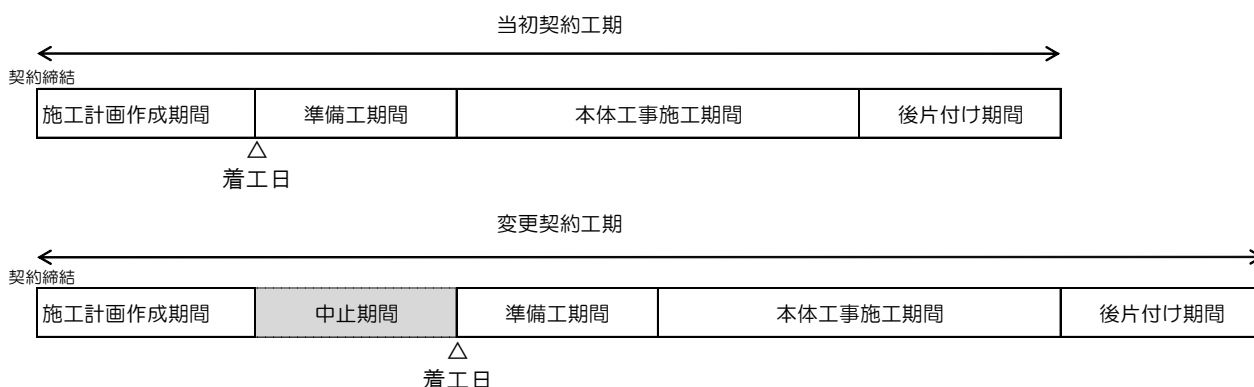 当初契約工期
契約締結
施工計画作成期間 準備工期間 本体工事施工期間 後片付け期間
△
着工日
変更契約工期
契約締結
施工計画作成期間 中止期間 準備工期間 本体工事施工期間 後片付け期間
△
着工日